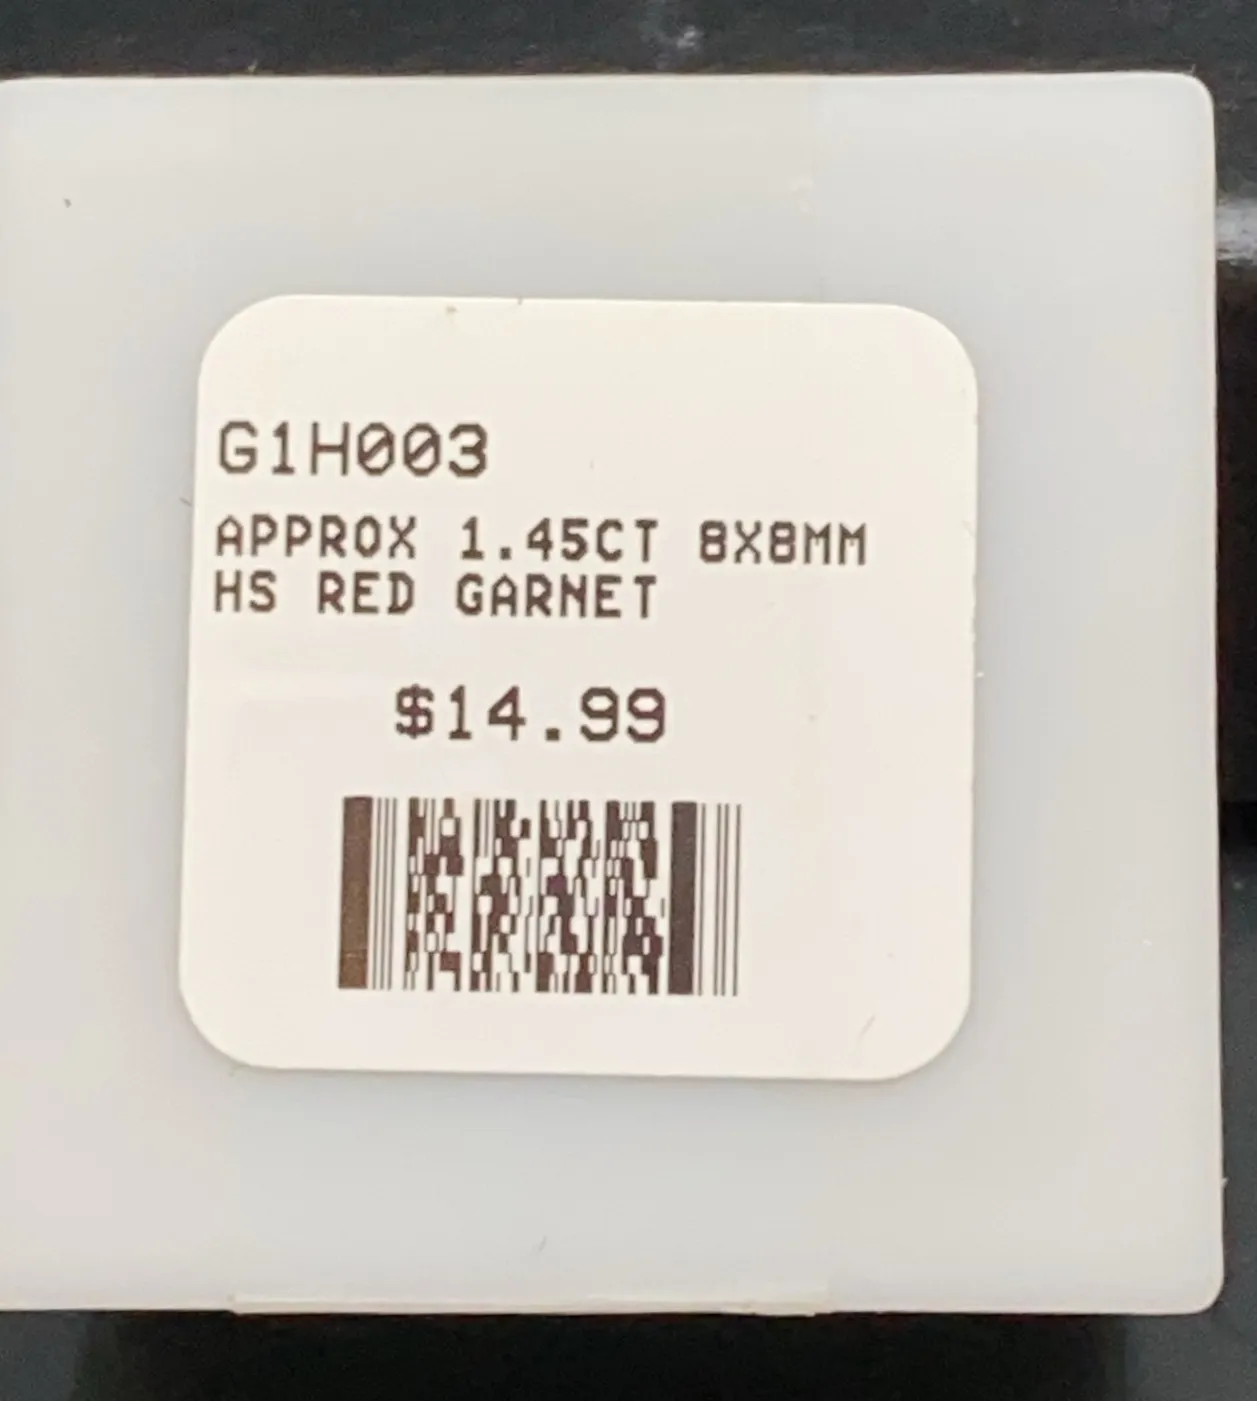 G1H003
APPROX 1.45CT 8X8MM
HS RED GARNET
$14.99